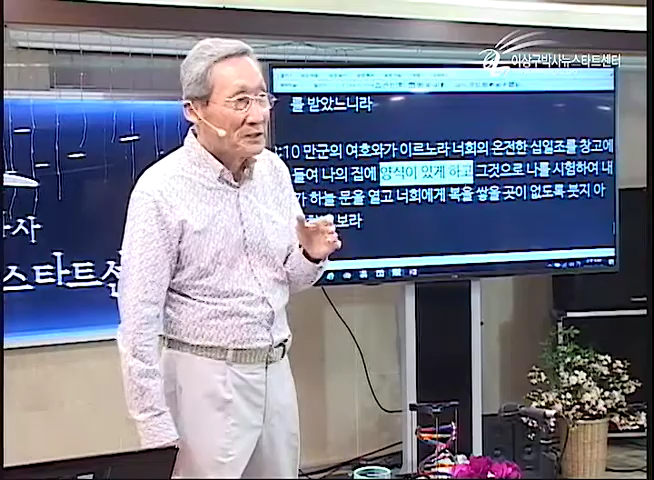 이상구박사뉴스타트센터
를 받았느니라
:10 만군의 여호와가 이르노라 너희의 온전한 십일조를 창고에
들여 나의 집에 양식이 있게 하고 그것으로 나를 시험하여 내
가 하늘 문을 열고 너희에게 복을 쌓을 곳이 없도록 붓지 아
보라
사
스타트센